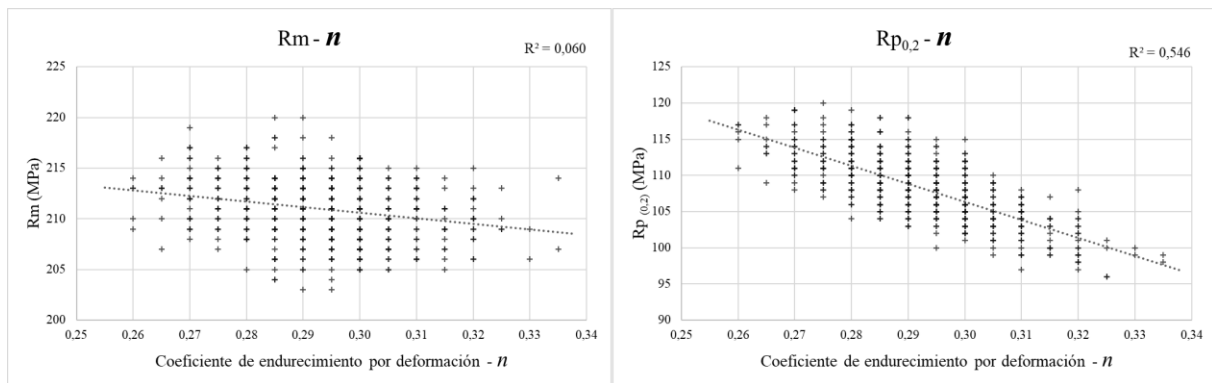 Rm - n
R² = 0,060
Rm (MPa)
225
220
215
210
205
200
0,25 0,26 0,27 0,28 0,29 0,30 0,31 0,32 0,33 0,34
Coeficiente de endurecimiento por deformación - n
Rp0,2 - n
R² = 0,546
Rp (0,2) (MPa)
125
120
115
110
105
100
95
90
0,25 0,26 0,27 0,28 0,29 0,30 0,31 0,32 0,33 0,34
Coeficiente de endurecimiento por deformación - n